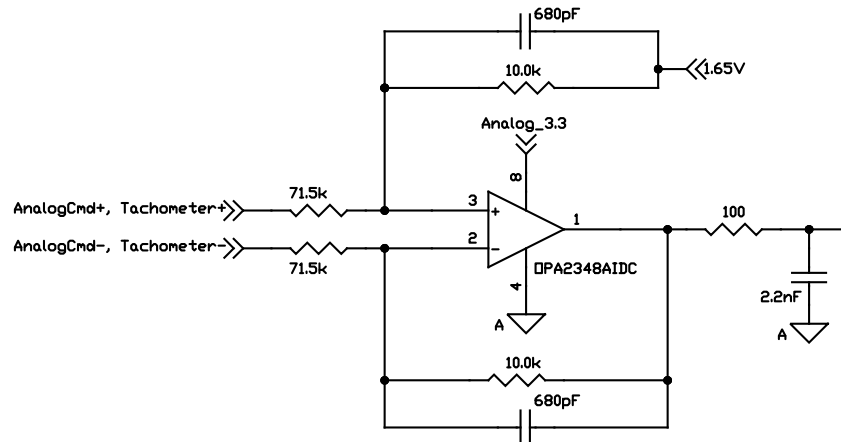 680pF
10.0k
1.65V
Analog_3.3
8
71.5k
AnalogCmd+, Tachometer+
3
+
1
100
AnalogCmd-, Tachometer-
2
-
71.5k
OPA2348AIDC
4
2.2nF
A
A
10.0k
680pF